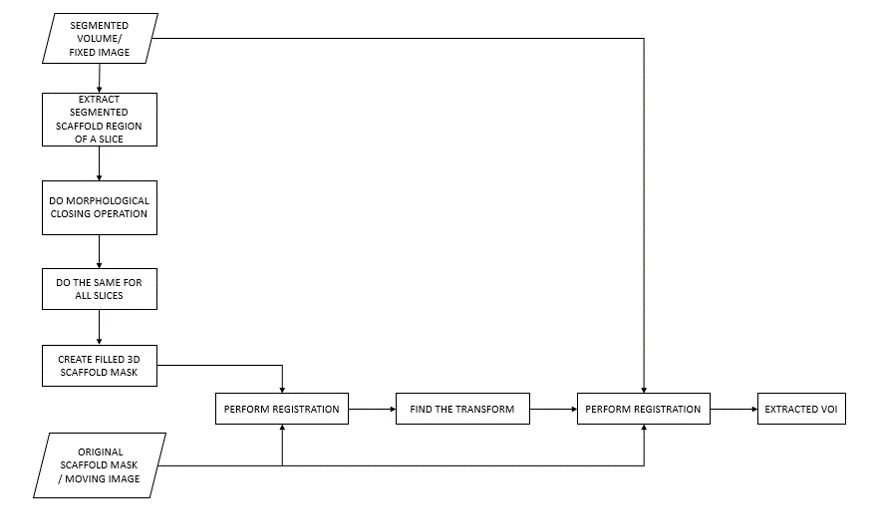 SEGMENTED
VOLUME/
FIXED IMAGE
EXTRACT
SEGMENTED
SCAFFOLD REGION
OF A SLICE
DO MORPHOLOGICAL
CLOSING OPERATION
DO THE SAME FOR
ALL SLICES
CREATE FILLED 3D
SCAFFOLD MASK
PERFORM REGISTRATION
FIND THE TRANSFORM
PERFORM REGISTRATION
EXTRACTED VOI
ORIGINAL
SCAFFOLD MASK
/ MOVING IMAGE